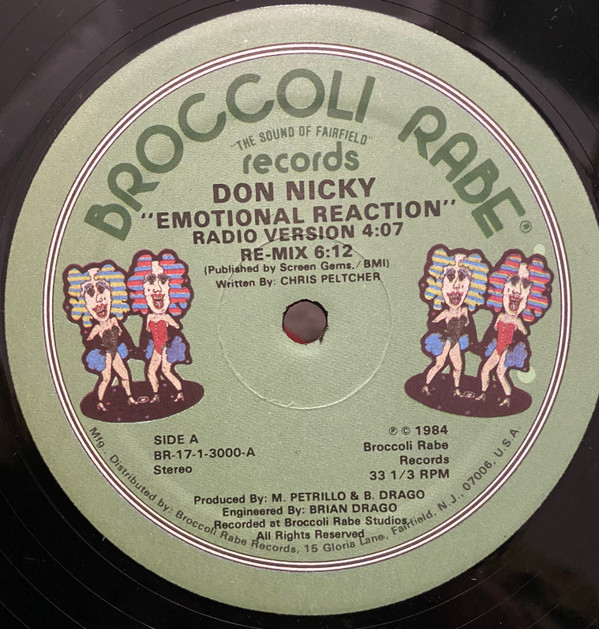 BROCCOLI RABE®
"THE SOUND OF FAIRFIELD"
records
DON NICKY
"EMOTIONAL REACTION"
RADIO VERSION 4:07
RE-MIX 6:12
(Published by Screen Gems,/BMI)
Written By: CHRIS PELTCHER
SIDE A
BR-17-1-3000-A
Stereo
℗ © 1984
Broccoli Rabe
Records
33 1/3 RPM
Produced By: M. PETRILLO & B. DRAGO
Engineered By: BRIAN DRAGO
Recorded at Broccoli Rabe Studios
All Rights Reserved
Mfg. Distributed by: Broccoli Rabe Records, 15 Gloria Lane, Fairfield, N.J., 07006, U.S.A.